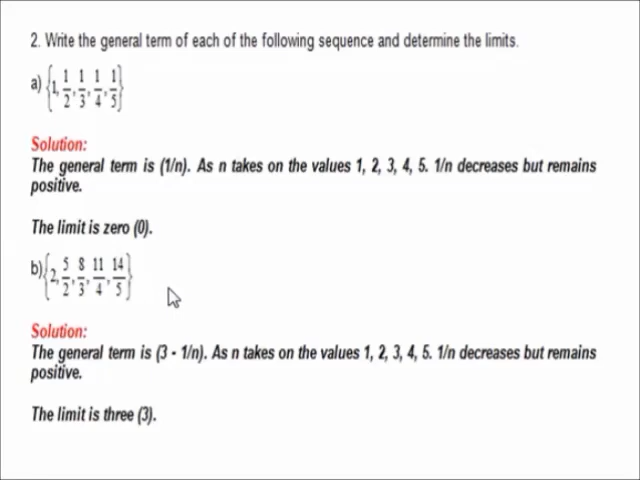 2. Write the general term of each of the following sequence and determine the limits.
a) {1, 1/2, 1/3, 1/4, 1/5}
Solution:
The general term is (1/n). As n takes on the values 1, 2, 3, 4, 5. 1/n decreases but remains
positive.
The limit is zero (0).
b) {2, 5/2, 8/3, 11/4, 14/5}
Solution:
The general term is (3 - 1/n). As n takes on the values 1, 2, 3, 4, 5. 1/n decreases but remains
positive.
The limit is three (3).